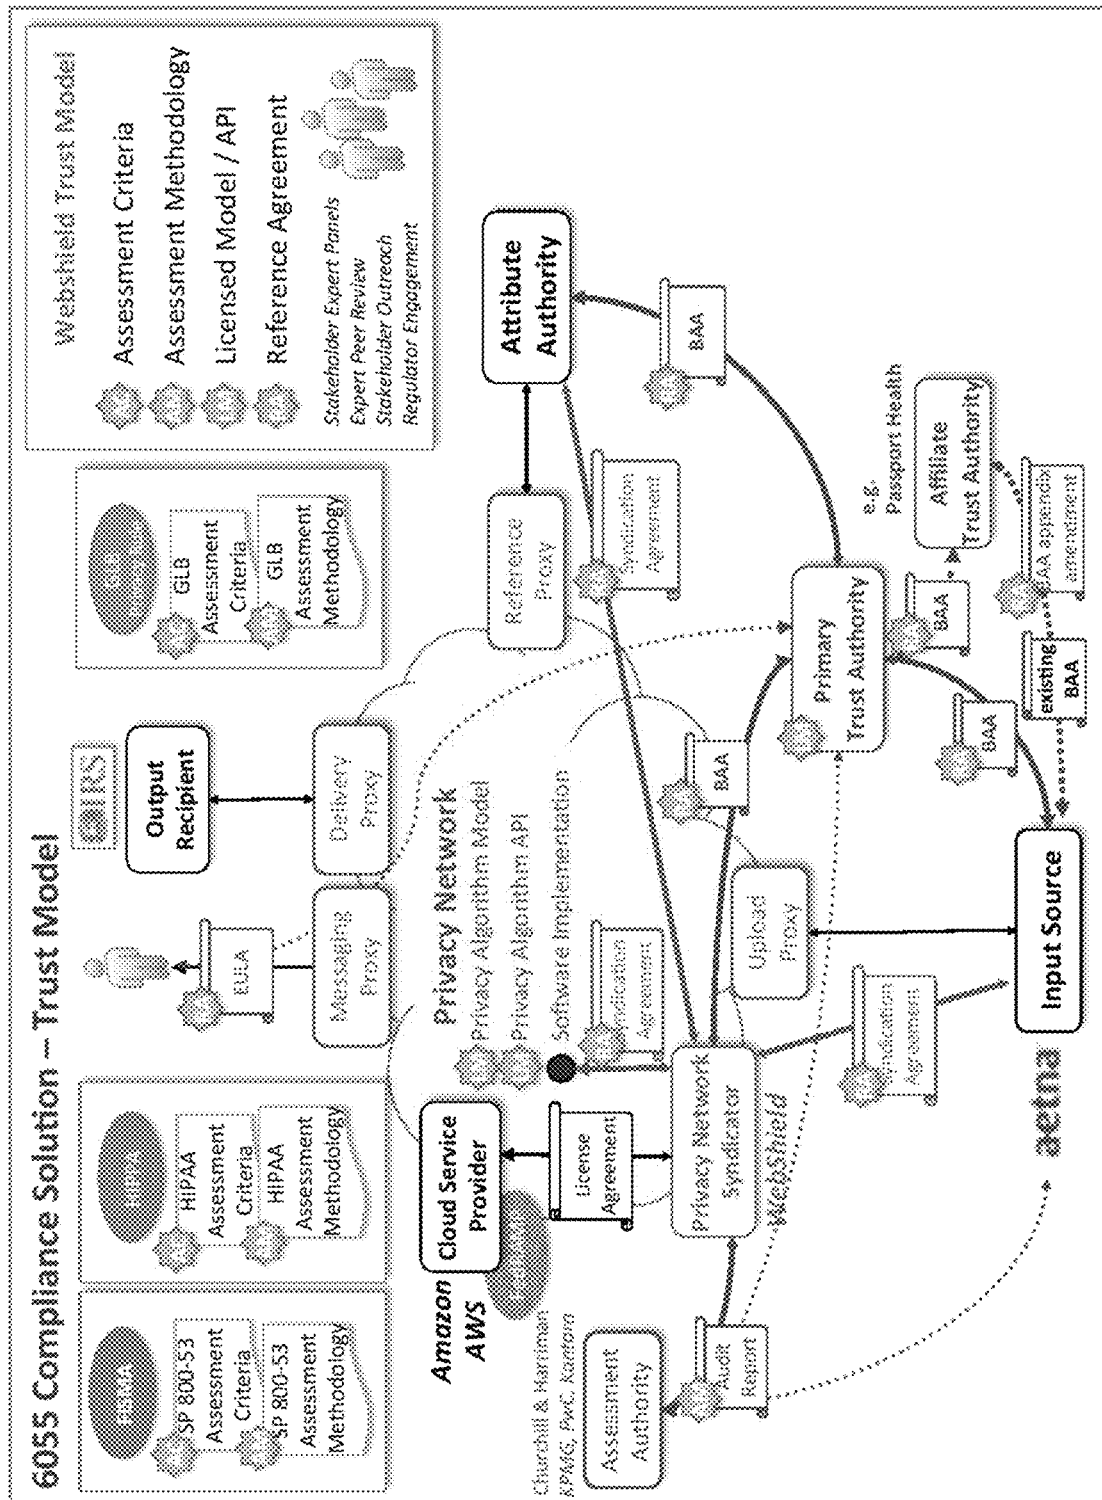 6055 Compliance Solution – Trust Model
FISMA
SP 800-53
Assessment
Criteria
SP 800-53
Assessment
Methodology
HIPAA
HIPAA
Assessment
Criteria
HIPAA
Assessment
Methodology
EULA
IRS
Output
Recipient
GLB
Assessment
Criteria
GLB
Assessment
Methodology
Webshield Trust Model
Assessment Criteria
Assessment Methodology
Licensed Model / API
Reference Agreement
Stakeholder Expert Panels
Expert Peer Review
Stakeholder Outreach
Regulator Engagement
Messaging
Proxy
Delivery
Proxy
Amazon
AWS
Cloud Service
Provider
Privacy Network
Privacy Algorithm Model
Privacy Algorithm API
Software Implementation
Reference
Proxy
Attribute
Authority
Churchill & Harriman
KPMG, PwC, Kantara
Assessment
Authority
License
Agreement
Syndication
Agreement
Syndication
Agreement
BAA
Audit
Report
Privacy Network
Syndicator
WebShield
Upload
Proxy
BAA
Primary
Trust Authority
e.g.
Passport Health
Affiliate
Trust Authority
BAA
Syndication
Agreement
BAA
existing
BAA
BAA appendix
amendment
aetna
Input Source